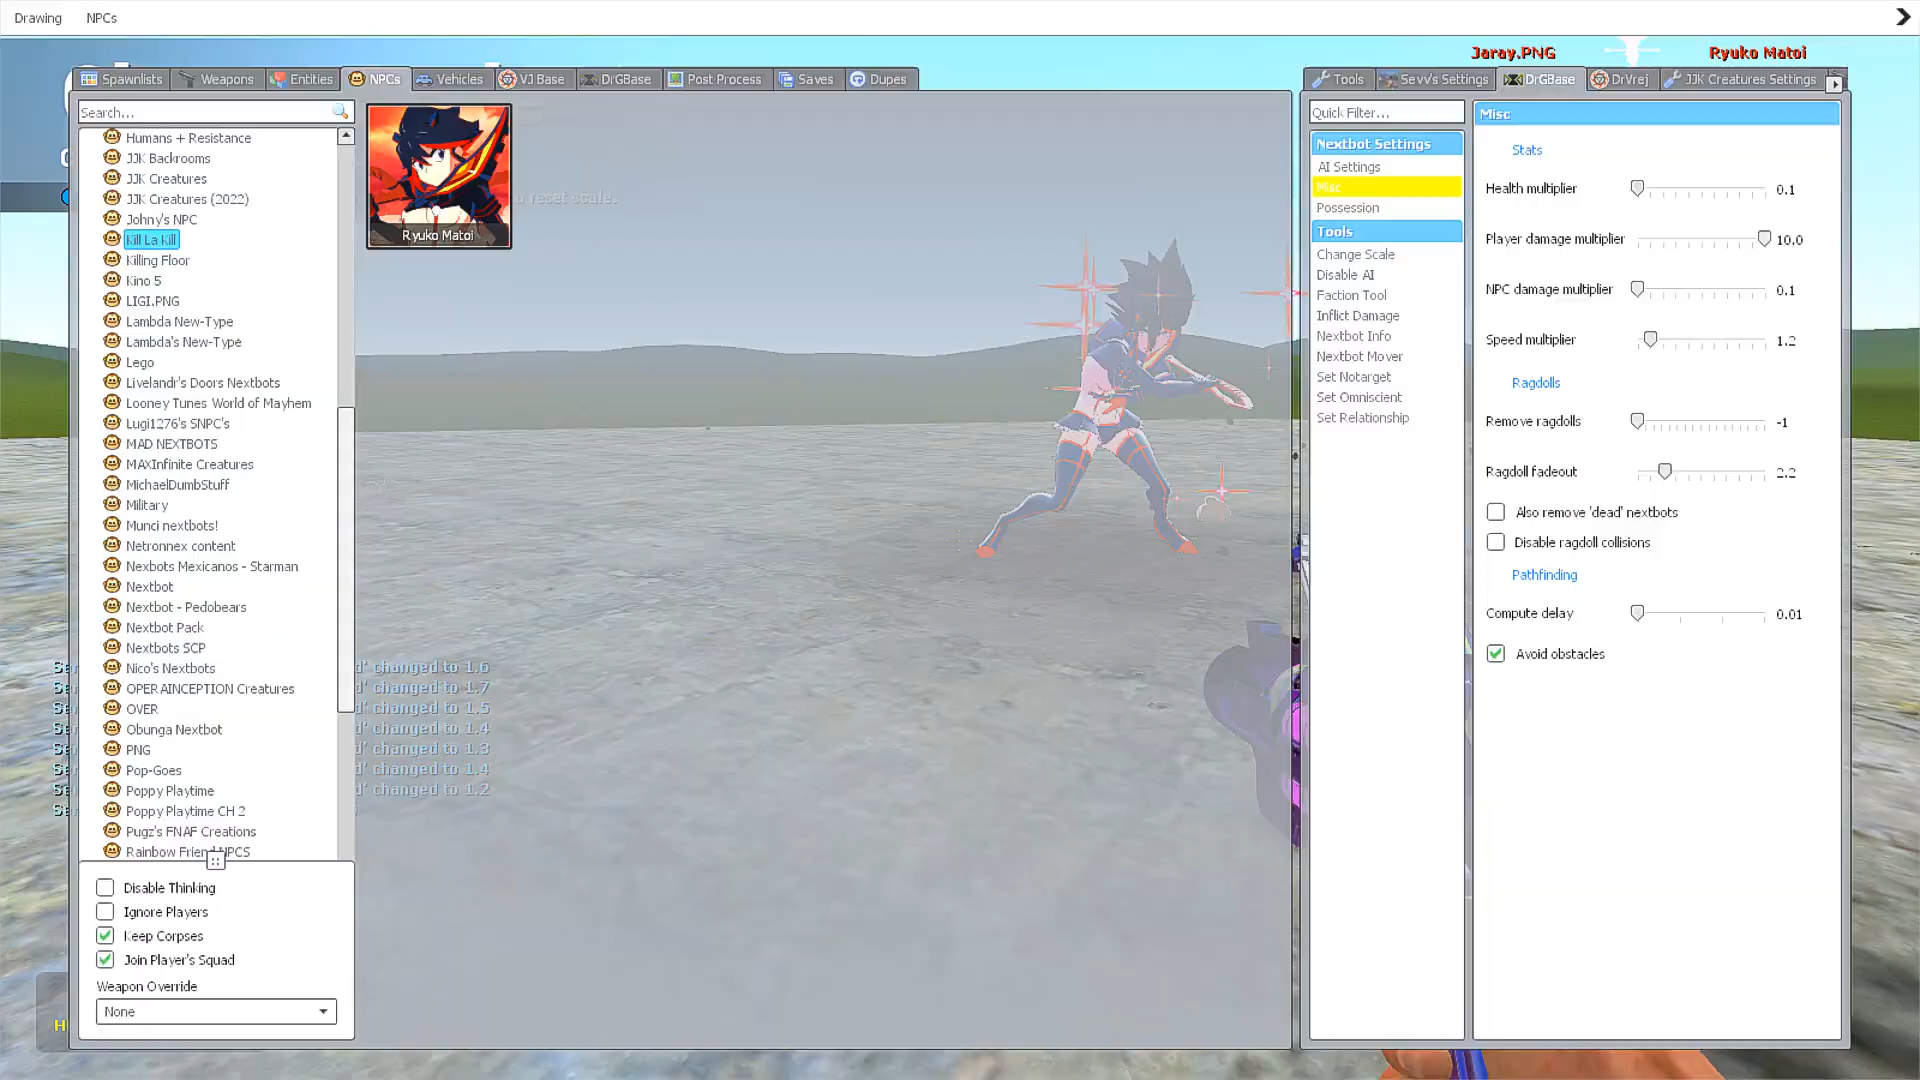 Drawing NPCs
Jaray.PNG Ryuko Matoi
Spawnlists Weapons Entities NPCs Vehicles VJ Base DrGBase Post Process Saves Dupes
Search...
Humans + Resistance
JJK Backrooms
JJK Creatures
JJK Creatures (2022)
Johny's NPC
Kill La Kill
Killing Floor
Kino 5
LIGI.PNG
Lambda New-Type
Lambda's New-Type
Lego
Livelandr's Doors Nextbots
Looney Tunes World of Mayhem
Lugi1276's SNPC's
MAD NEXTBOTS
MAXInfinite Creatures
MichaelDumbStuff
Military
Munci nextbots!
Netronnex content
Nexbots Mexicanos - Starman
Nextbot
Nextbot - Pedobears
Nextbot Pack
Nextbots SCP
Nico's Nextbots
OPERAINCEPTION Creatures
OVER
Obunga Nextbot
PNG
Pop-Goes
Poppy Playtime
Poppy Playtime CH 2
Pugz's FNAF Creations
Rainbow Friend NPCS
Disable Thinking
Ignore Players
Keep Corpses
Join Player's Squad
Weapon Override
None
Ryuko Matoi
reset scale.
d' changed to 1.6
d' changed to 1.7
d' changed to 1.5
d' changed to 1.4
d' changed to 1.3
d' changed to 1.4
d' changed to 1.2
Tools Sevv's Settings DrGBase DrVrej JJK Creatures Settings
Quick Filter...
Nextbot Settings
AI Settings
Misc
Possession
Tools
Change Scale
Disable AI
Faction Tool
Inflict Damage
Nextbot Info
Nextbot Mover
Set Notarget
Set Omniscient
Set Relationship
Misc
Stats
Health multiplier 0.1
Player damage multiplier 10.0
NPC damage multiplier 0.1
Speed multiplier 1.2
Ragdolls
Remove ragdolls -1
Ragdoll fadeout 2.2
Also remove 'dead' nextbots
Disable ragdoll collisions
Pathfinding
Compute delay 0.01
Avoid obstacles